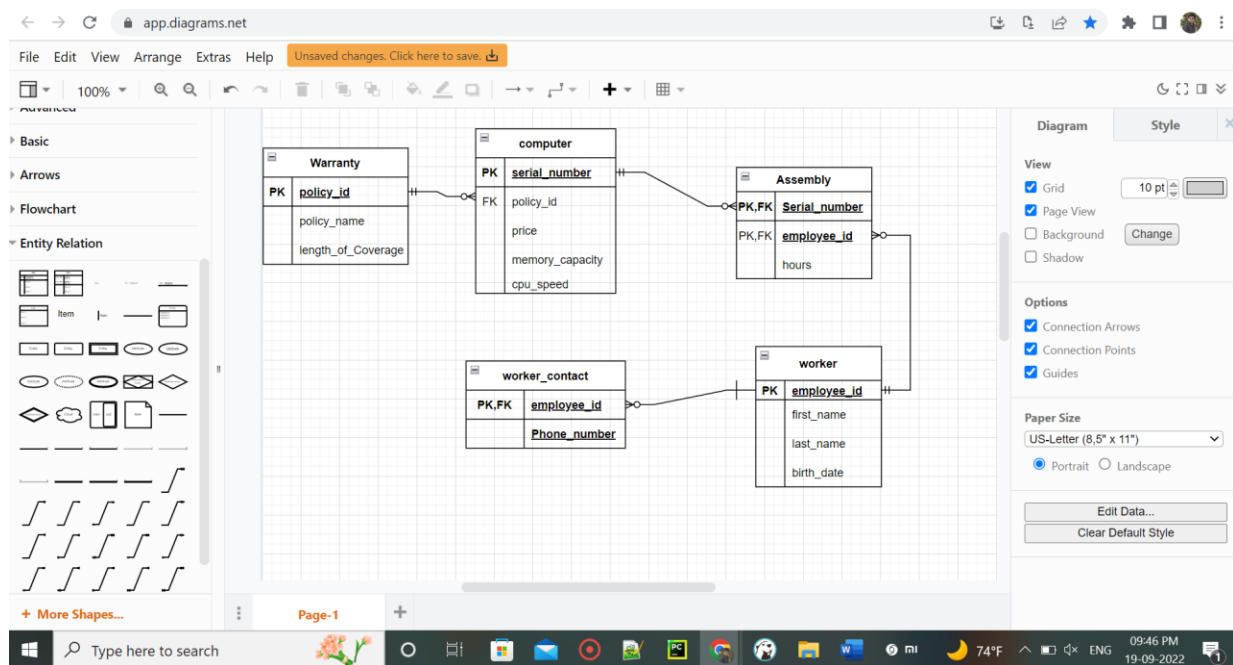 app.diagrams.net
File Edit View Arrange Extras Help Unsaved changes. Click here to save.
100%
Advanced
Basic
Arrows
Flowchart
Entity Relation
Item
+ More Shapes...
Warranty
PK policy_id
policy_name
length_of_Coverage
computer
PK serial_number
FK policy_id
price
memory_capacity
cpu_speed
Assembly
PK,FK Serial_number
PK,FK employee_id
hours
worker_contact
PK,FK employee_id
Phone_number
worker
PK employee_id
first_name
last_name
birth_date
Diagram Style
View
Grid 10 pt
Page View
Background Change
Shadow
Options
Connection Arrows
Connection Points
Guides
Paper Size
US-Letter (8,5" x 11")
Portrait Landscape
Edit Data...
Clear Default Style
Page-1
Type here to search
PC
W
mi
74°F
ENG
09:46 PM
19-09-2022
1